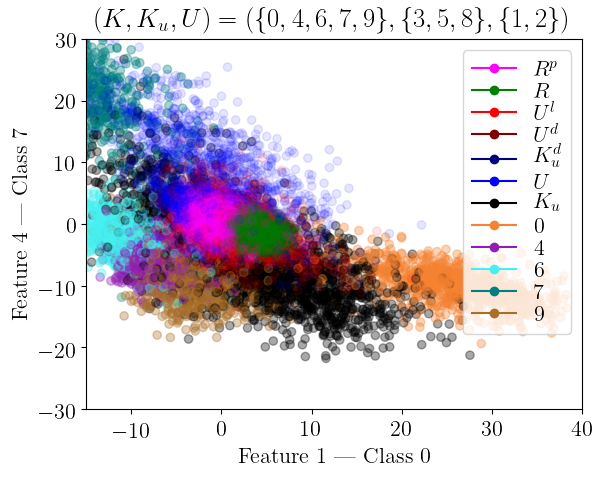 (K, K_u, U) = ({0, 4, 6, 7, 9}, {3, 5, 8}, {1, 2})
30
20
10
0
−10
−20
−30
Feature 4 — Class 7
R^p
R
U^l
U^d
K_u^d
U
K_u
0
4
6
7
9
−10
0
10
20
30
40
Feature 1 — Class 0